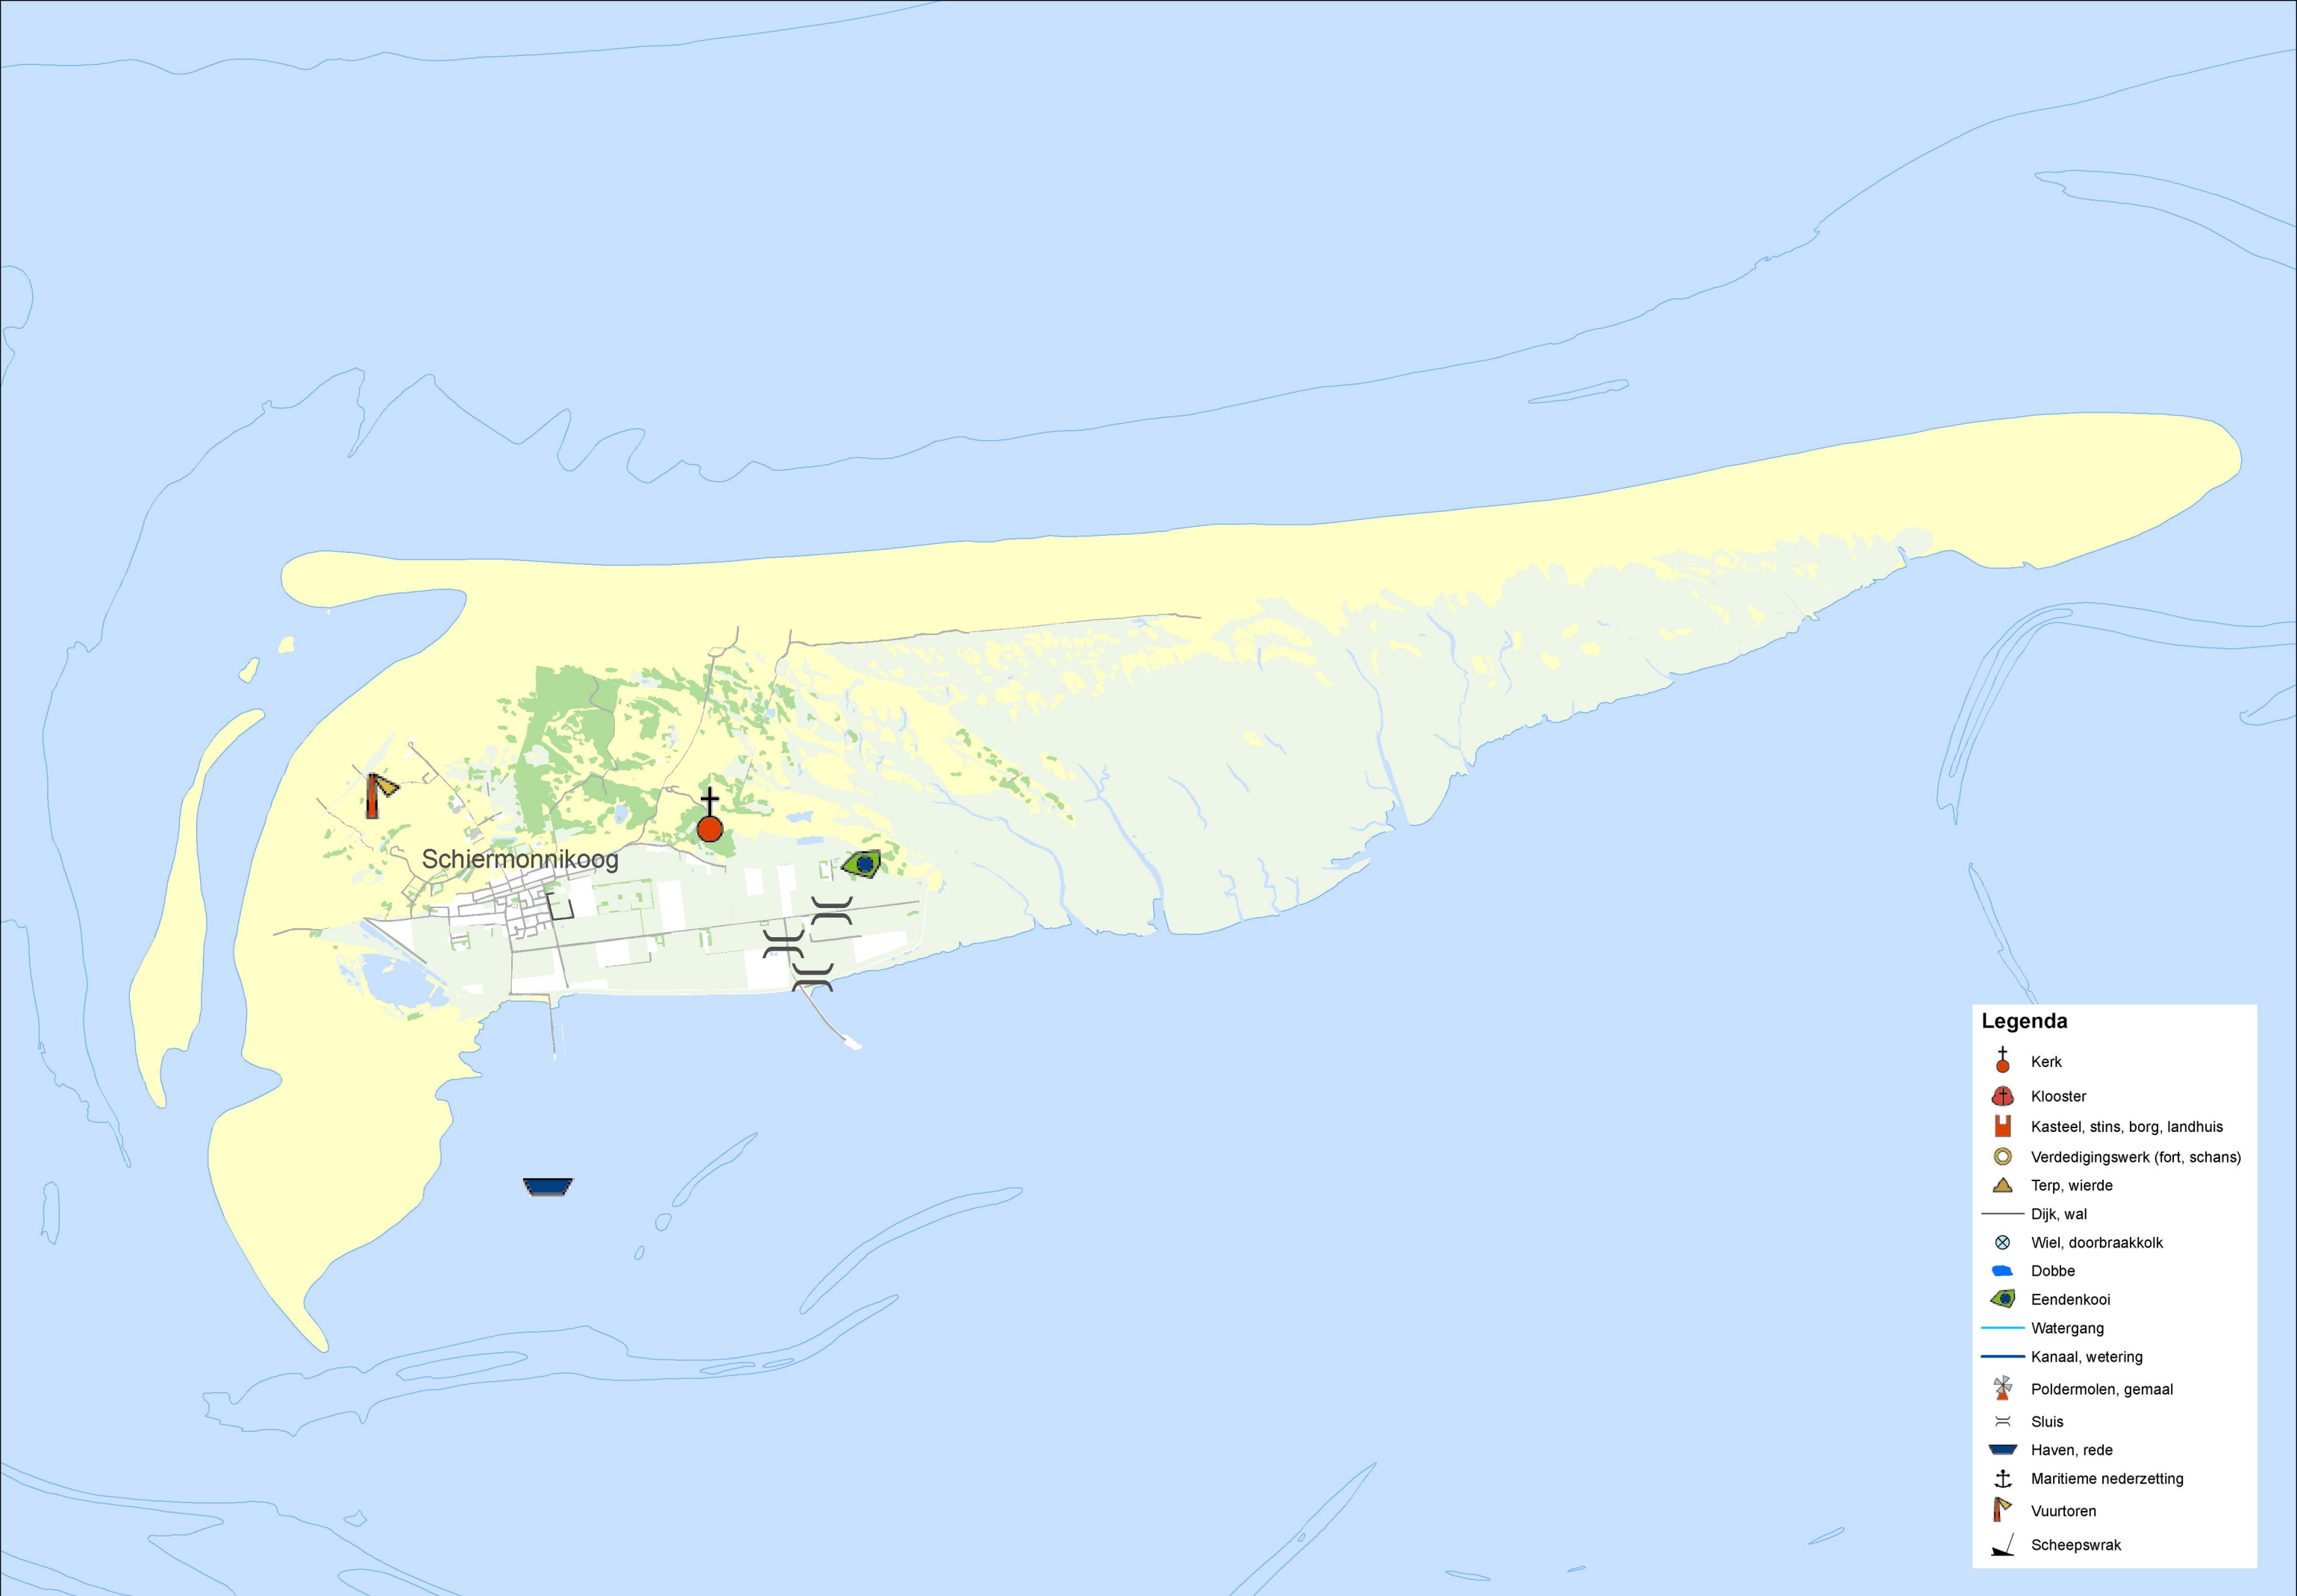 Schiermonnikoog
Legenda
Kerk
Klooster
Kasteel, stins, borg, landhuis
Verdedigingswerk (fort, schans)
Terp, wierde
Dijk, wal
Wiel, doorbraakkolk
Dobbe
Eendenkooi
Watergang
Kanaal, wetering
Poldermolen, gemaal
Sluis
Haven, rede
Maritieme nederzetting
Vuurtoren
Scheepswrak